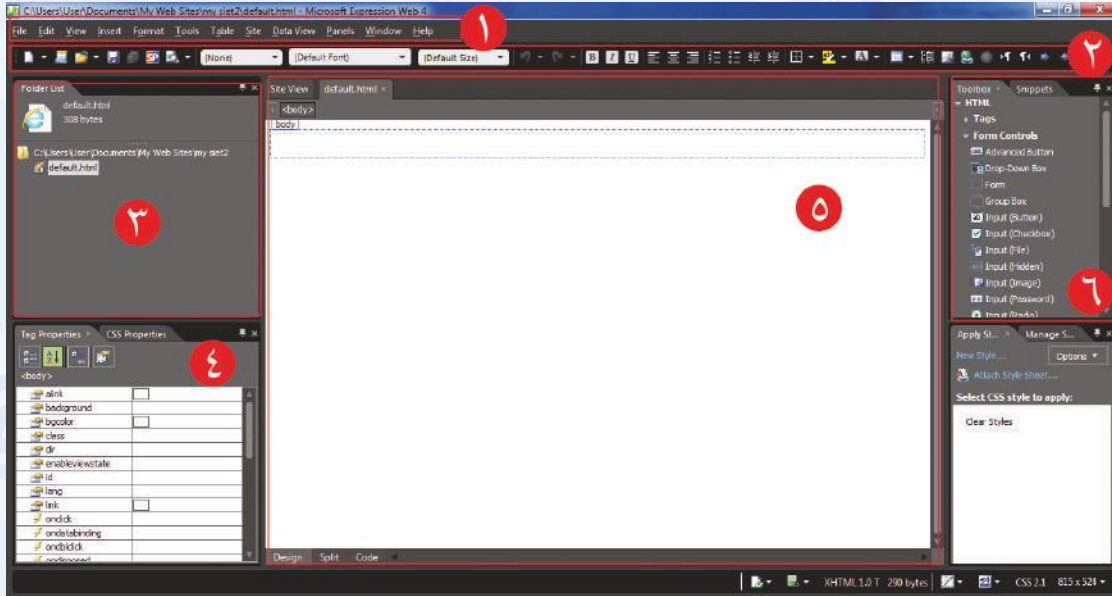 C:\Users\User\Documents\My Web Sites\my siet2\default.html - Microsoft Expression Web 4
File Edit View Insert Format Tools Table Site Data View Panels Window Help
١
(None) (Default Font) (Default Size) B I U
٢
Folder List
default.html
308 bytes
C:\Users\User\Documents\My Web Sites\my siet2
default.html
٣
Tag Properties CSS Properties
٤
<body>
alink
background
bgcolor
class
dir
enableviewstate
id
lang
link
onclick
ondatabinding
ondblclick
ondisposed
Site View default.html
<body>
body
٥
Design Split Code
Toolbox Snippets
HTML
Tags
Form Controls
Advanced Button
Drop-Down Box
Form
Group Box
Input (Button)
Input (Checkbox)
Input (File)
Input (Hidden)
Input (Image)
Input (Password)
Input (Radio)
٦
Apply St... Manage S...
New Style... Options
Attach Style Sheet...
Select CSS style to apply:
Clear Styles
XHTML 1.0 T 290 bytes CSS 2.1 815 x 524